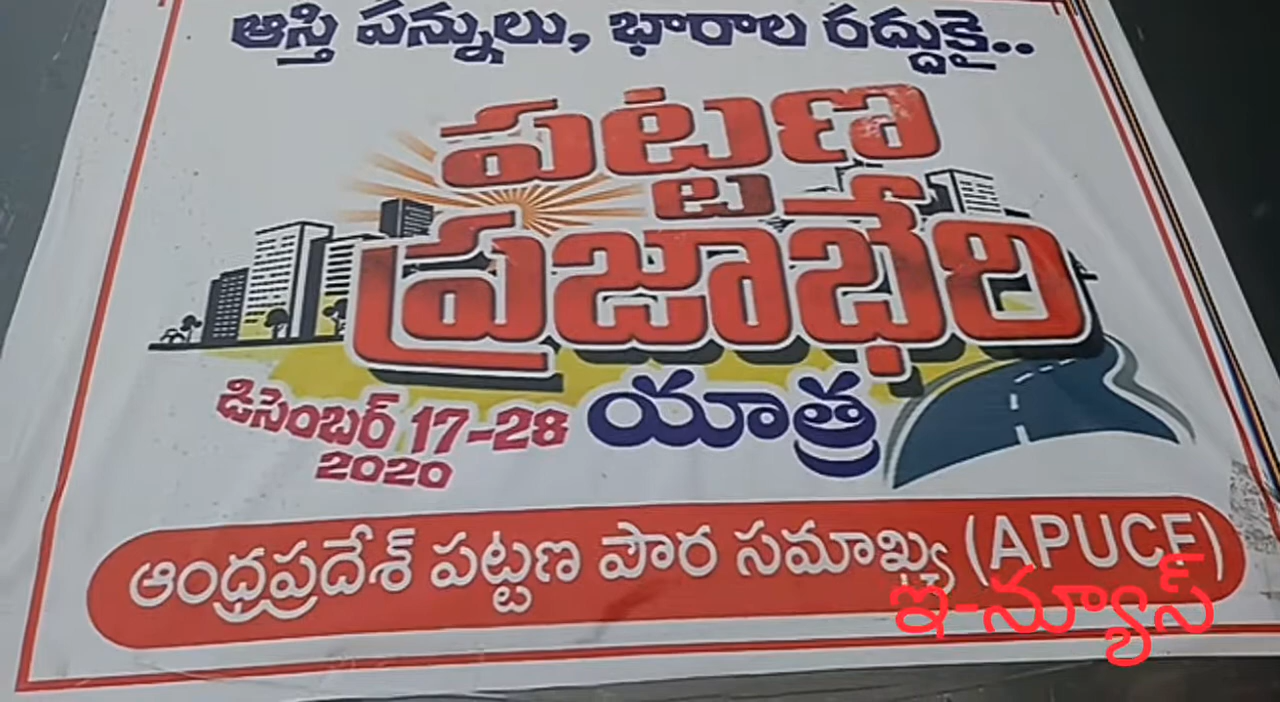 ఆస్తి పన్నులు, భారాల రద్దుకై..
పట్టణ
ప్రజాభేరి
యాత్ర
డిసెంబర్ 17-28
2020
ఆంధ్రప్రదేశ్ పట్టణ పౌర సమాఖ్య (APUCF)
ఇ-న్యూస్